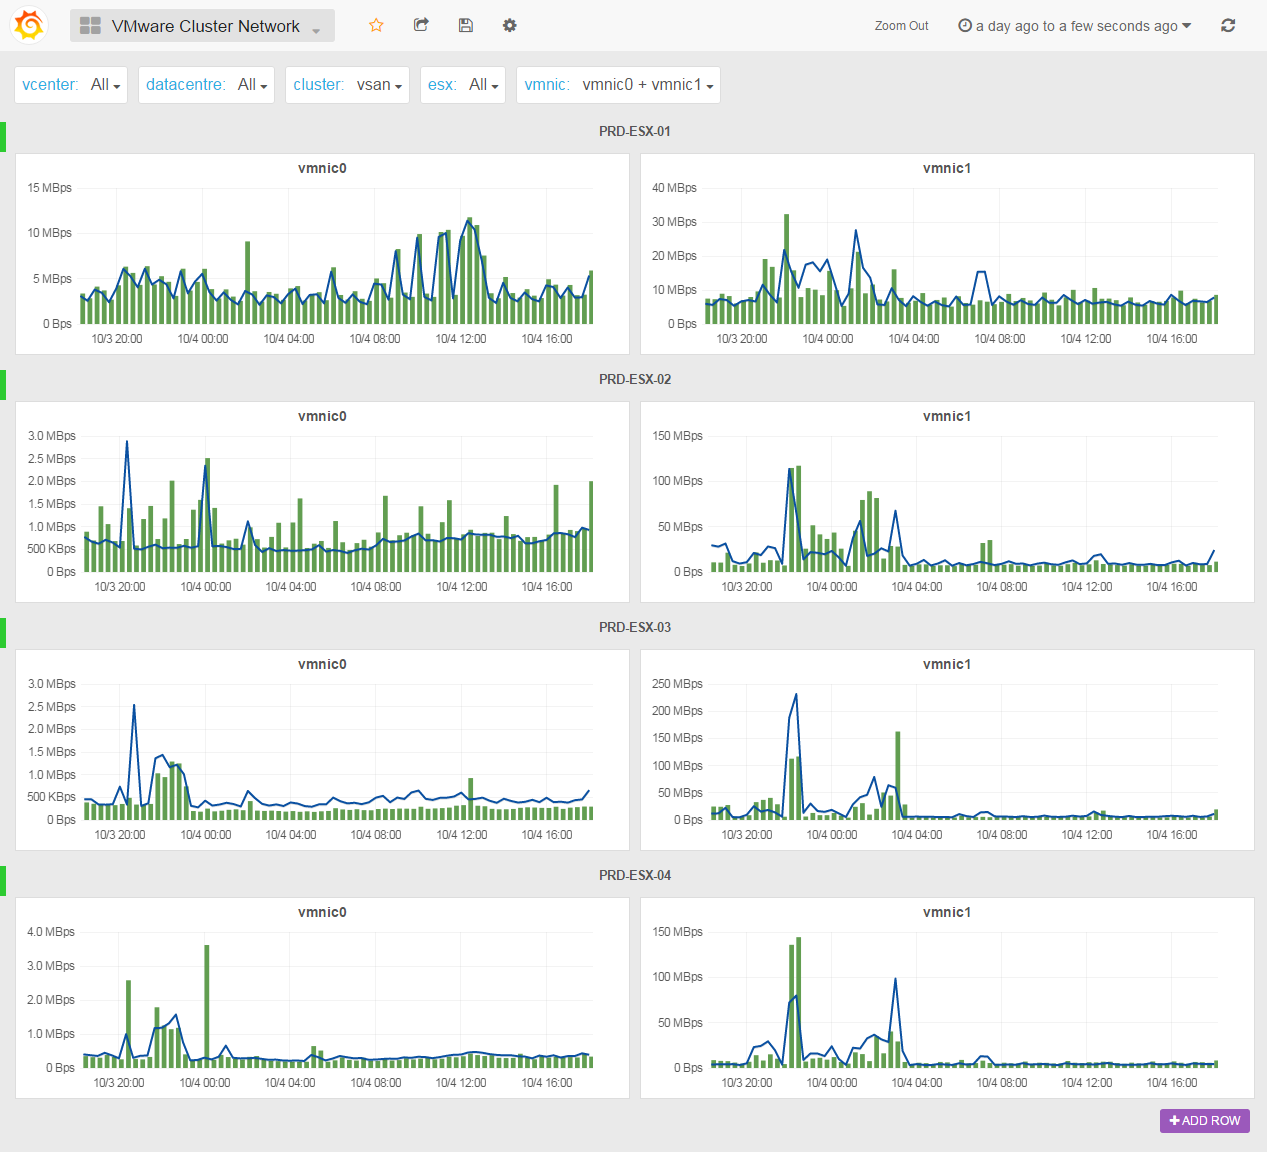 VMware Cluster Network
Zoom Out
a day ago to a few seconds ago
vcenter: All
datacentre: All
cluster: vsan
esx: All
vmnic: vmnic0 + vmnic1
PRD-ESX-01
vmnic0
15 MBps
10 MBps
5 MBps
0 Bps
10/3 20:00 10/4 00:00 10/4 04:00 10/4 08:00 10/4 12:00 10/4 16:00
vmnic1
40 MBps
30 MBps
20 MBps
10 MBps
0 Bps
10/3 20:00 10/4 00:00 10/4 04:00 10/4 08:00 10/4 12:00 10/4 16:00
PRD-ESX-02
vmnic0
3.0 MBps
2.5 MBps
2.0 MBps
1.5 MBps
1.0 MBps
500 KBps
0 Bps
10/3 20:00 10/4 00:00 10/4 04:00 10/4 08:00 10/4 12:00 10/4 16:00
vmnic1
150 MBps
100 MBps
50 MBps
0 Bps
10/3 20:00 10/4 00:00 10/4 04:00 10/4 08:00 10/4 12:00 10/4 16:00
PRD-ESX-03
vmnic0
3.0 MBps
2.5 MBps
2.0 MBps
1.5 MBps
1.0 MBps
500 KBps
0 Bps
10/3 20:00 10/4 00:00 10/4 04:00 10/4 08:00 10/4 12:00 10/4 16:00
vmnic1
250 MBps
200 MBps
150 MBps
100 MBps
50 MBps
0 Bps
10/3 20:00 10/4 00:00 10/4 04:00 10/4 08:00 10/4 12:00 10/4 16:00
PRD-ESX-04
vmnic0
4.0 MBps
3.0 MBps
2.0 MBps
1.0 MBps
0 Bps
10/3 20:00 10/4 00:00 10/4 04:00 10/4 08:00 10/4 12:00 10/4 16:00
vmnic1
150 MBps
100 MBps
50 MBps
0 Bps
10/3 20:00 10/4 00:00 10/4 04:00 10/4 08:00 10/4 12:00 10/4 16:00
ADD ROW